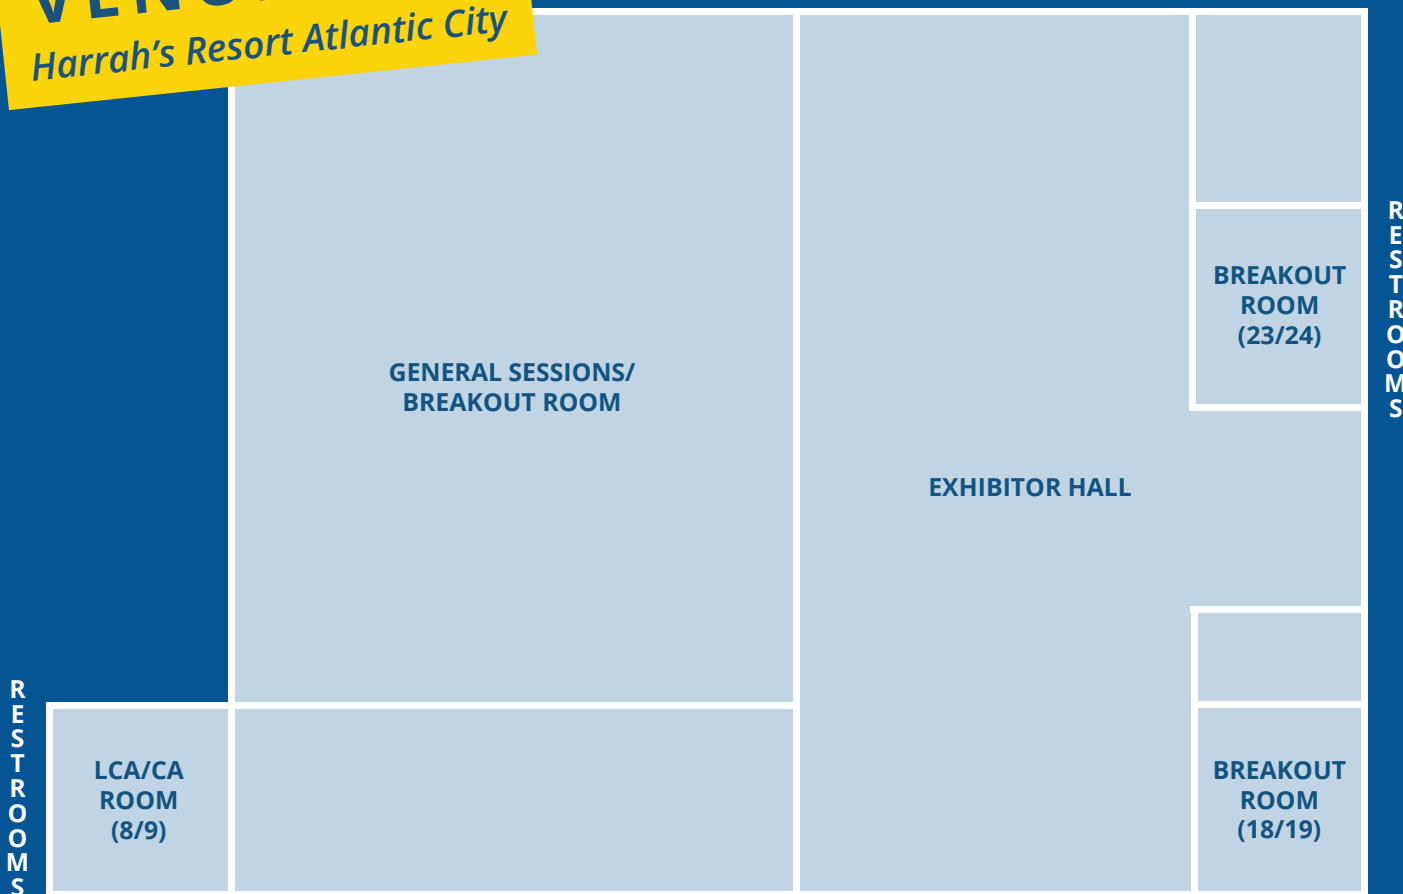 Harrah's Resort Atlantic City
GENERAL SESSIONS/
BREAKOUT ROOM
EXHIBITOR HALL
BREAKOUT
ROOM
(23/24)
RESTROOMS
LCA/CA
ROOM
(8/9)
BREAKOUT
ROOM
(18/19)
RESTROOMS